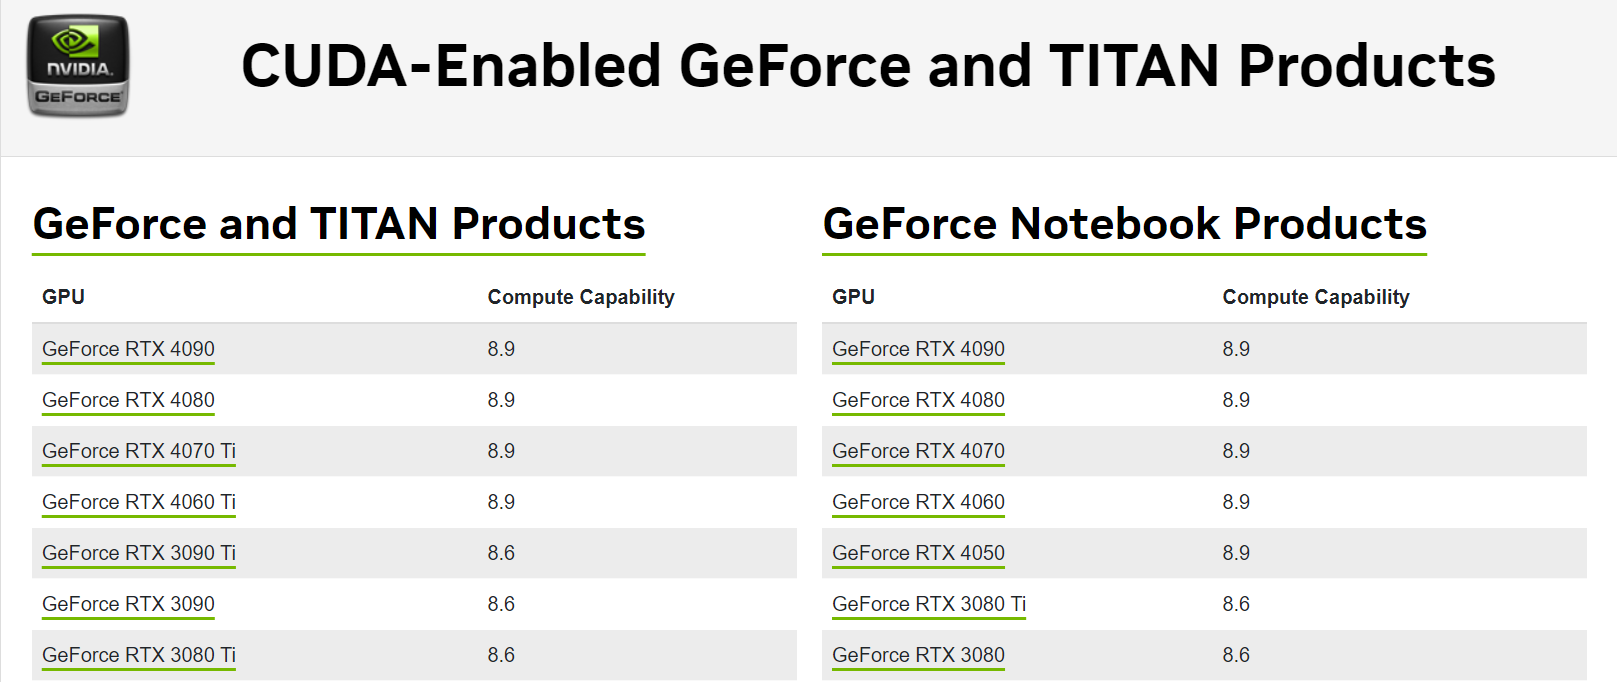 NVIDIA.
GEFORCE
CUDA-Enabled GeForce and TITAN Products
GeForce and TITAN Products
GPU Compute Capability
GeForce RTX 4090 8.9
GeForce RTX 4080 8.9
GeForce RTX 4070 Ti 8.9
GeForce RTX 4060 Ti 8.9
GeForce RTX 3090 Ti 8.6
GeForce RTX 3090 8.6
GeForce RTX 3080 Ti 8.6
GeForce Notebook Products
GPU Compute Capability
GeForce RTX 4090 8.9
GeForce RTX 4080 8.9
GeForce RTX 4070 8.9
GeForce RTX 4060 8.9
GeForce RTX 4050 8.9
GeForce RTX 3080 Ti 8.6
GeForce RTX 3080 8.6